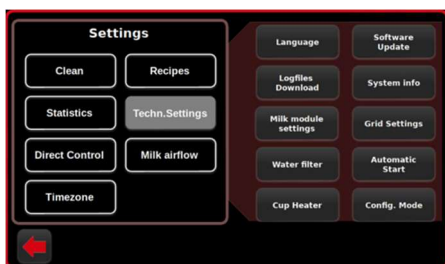 Settings
Clean
Recipes
Statistics
Techn.Settings
Direct Control
Milk airflow
Timezone
Language
Software
Update
Logfiles
Download
System info
Milk module
settings
Grid Settings
Water filter
Automatic
Start
Cup Heater
Config. Mode